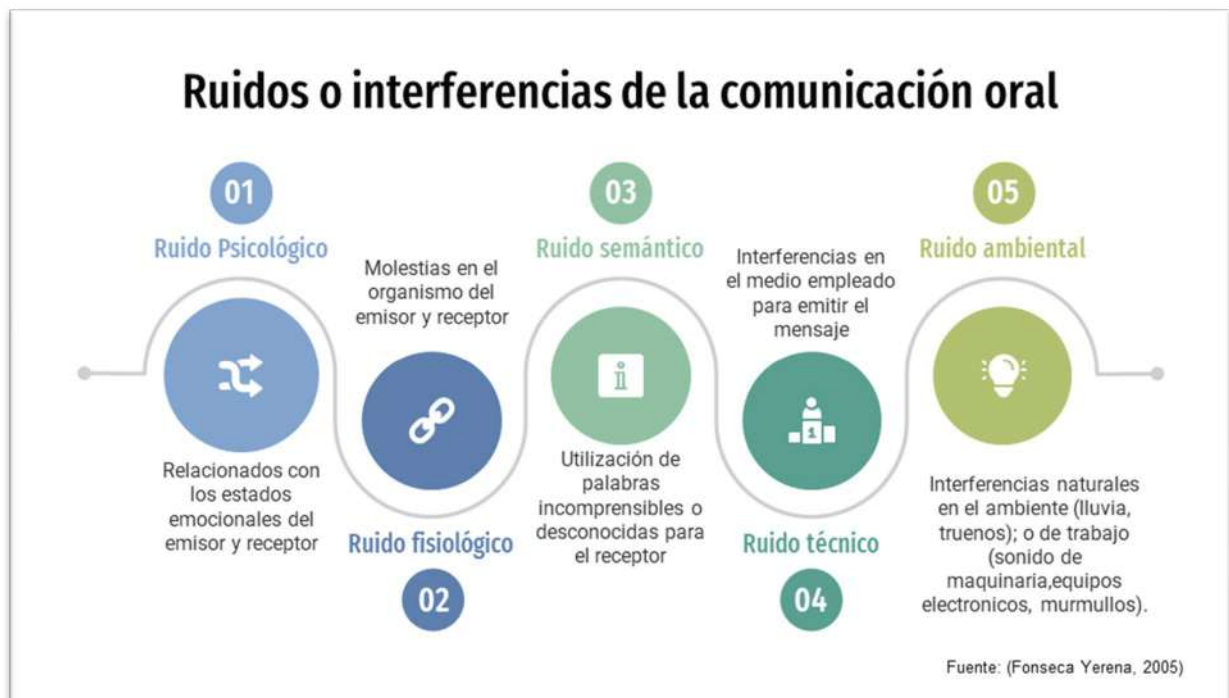 Ruidos o interferencias de la comunicación oral
01
Ruido Psicológico
Relacionados con
los estados
emocionales del
emisor y receptor
Molestias en el
organismo del
emisor y receptor
Ruido fisiológico
02
03
Ruido semántico
Utilización de
palabras
incomprensibles o
desconocidas para
el receptor
Interferencias en
el medio empleado
para emitir el
mensaje
1
Ruido técnico
04
05
Ruido ambiental
Interferencias naturales
en el ambiente (lluvia,
truenos); o de trabajo
(sonido de
maquinaria,equipos
electronicos, murmullos).
Fuente: (Fonseca Yerena, 2005)